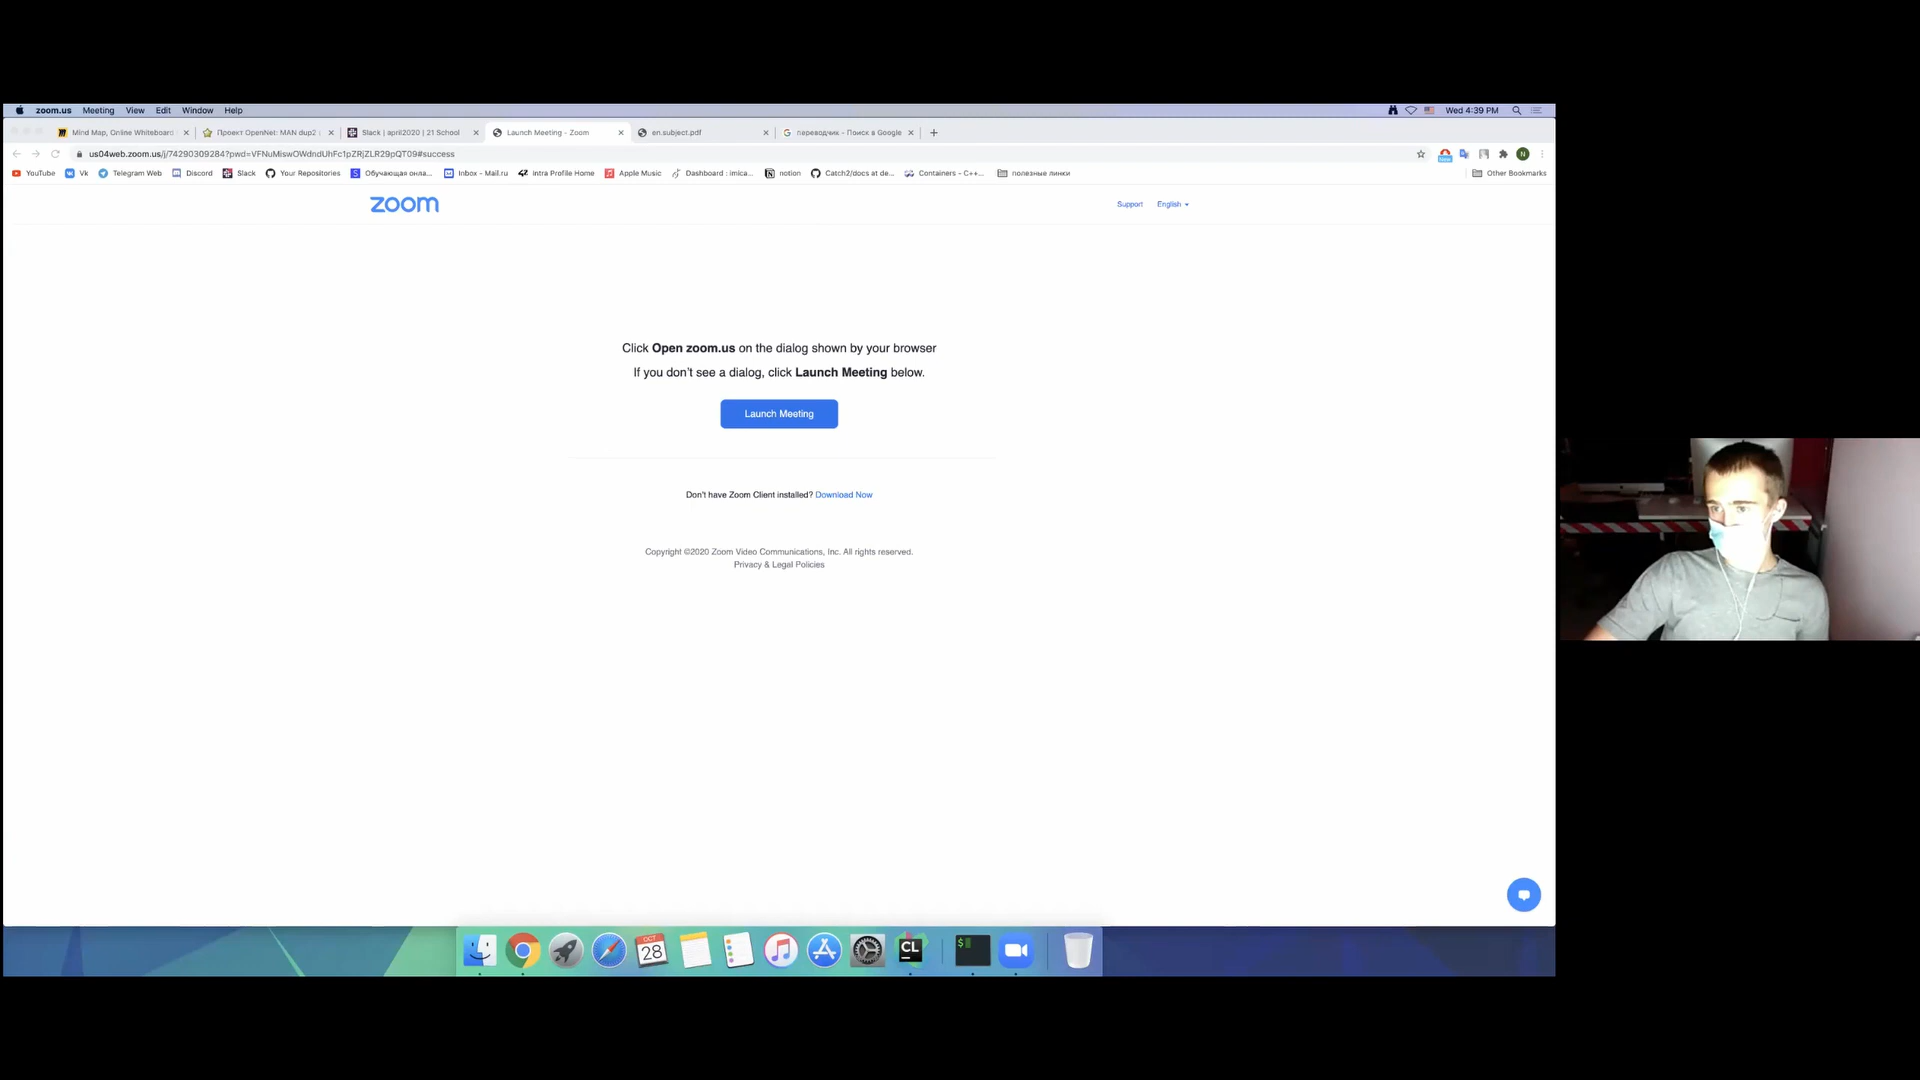 zoom.us Meeting View Edit Window Help Wed 4:39 PM
Mind Map, Online Whiteboard Проект OpenNet: MAN dup2 Slack | april2020 | 21 School Launch Meeting - Zoom en.subject.pdf переводчик - Поиск в Google
us04web.zoom.us/j/74290309284?pwd=VFNuMiswOWdndUhFc1pZRjZLR29pQT09#success
YouTube Vk Telegram Web Discord Slack Your Repositories Обучающая онла... Inbox - Mail.ru Intra Profile Home Apple Music Dashboard : imica... notion Catch2/docs at de... Containers - C++... полезные линки Other Bookmarks
zoom Support English
Click Open zoom.us on the dialog shown by your browser
If you don't see a dialog, click Launch Meeting below.
Launch Meeting
Don't have Zoom Client installed? Download Now
Copyright ©2020 Zoom Video Communications, Inc. All rights reserved.
Privacy & Legal Policies
OCT
28
CL
$